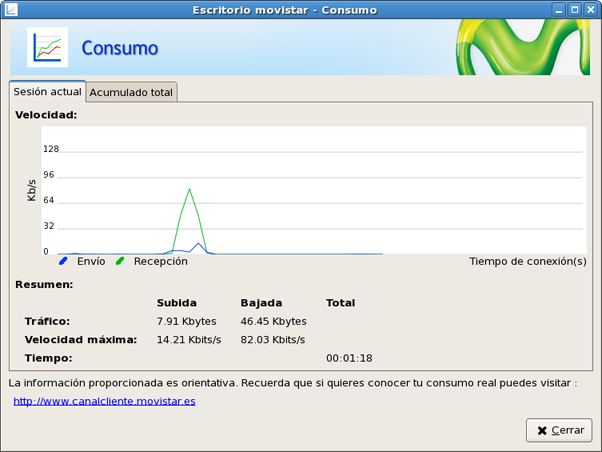 Escritorio movistar - Consumo
Consumo
Sesión actual
Acumulado total
Velocidad:
Kb/s
128
96
64
32
0
Envío
Recepción
Tiempo de conexión(s)
Resumen:
Subida Bajada Total
Tráfico: 7.91 Kbytes 46.45 Kbytes
Velocidad máxima: 14.21 Kbits/s 82.03 Kbits/s
Tiempo: 00:01:18
La información proporcionada es orientativa. Recuerda que si quieres conocer tu consumo real puedes visitar :
http://www.canalcliente.movistar.es
Cerrar